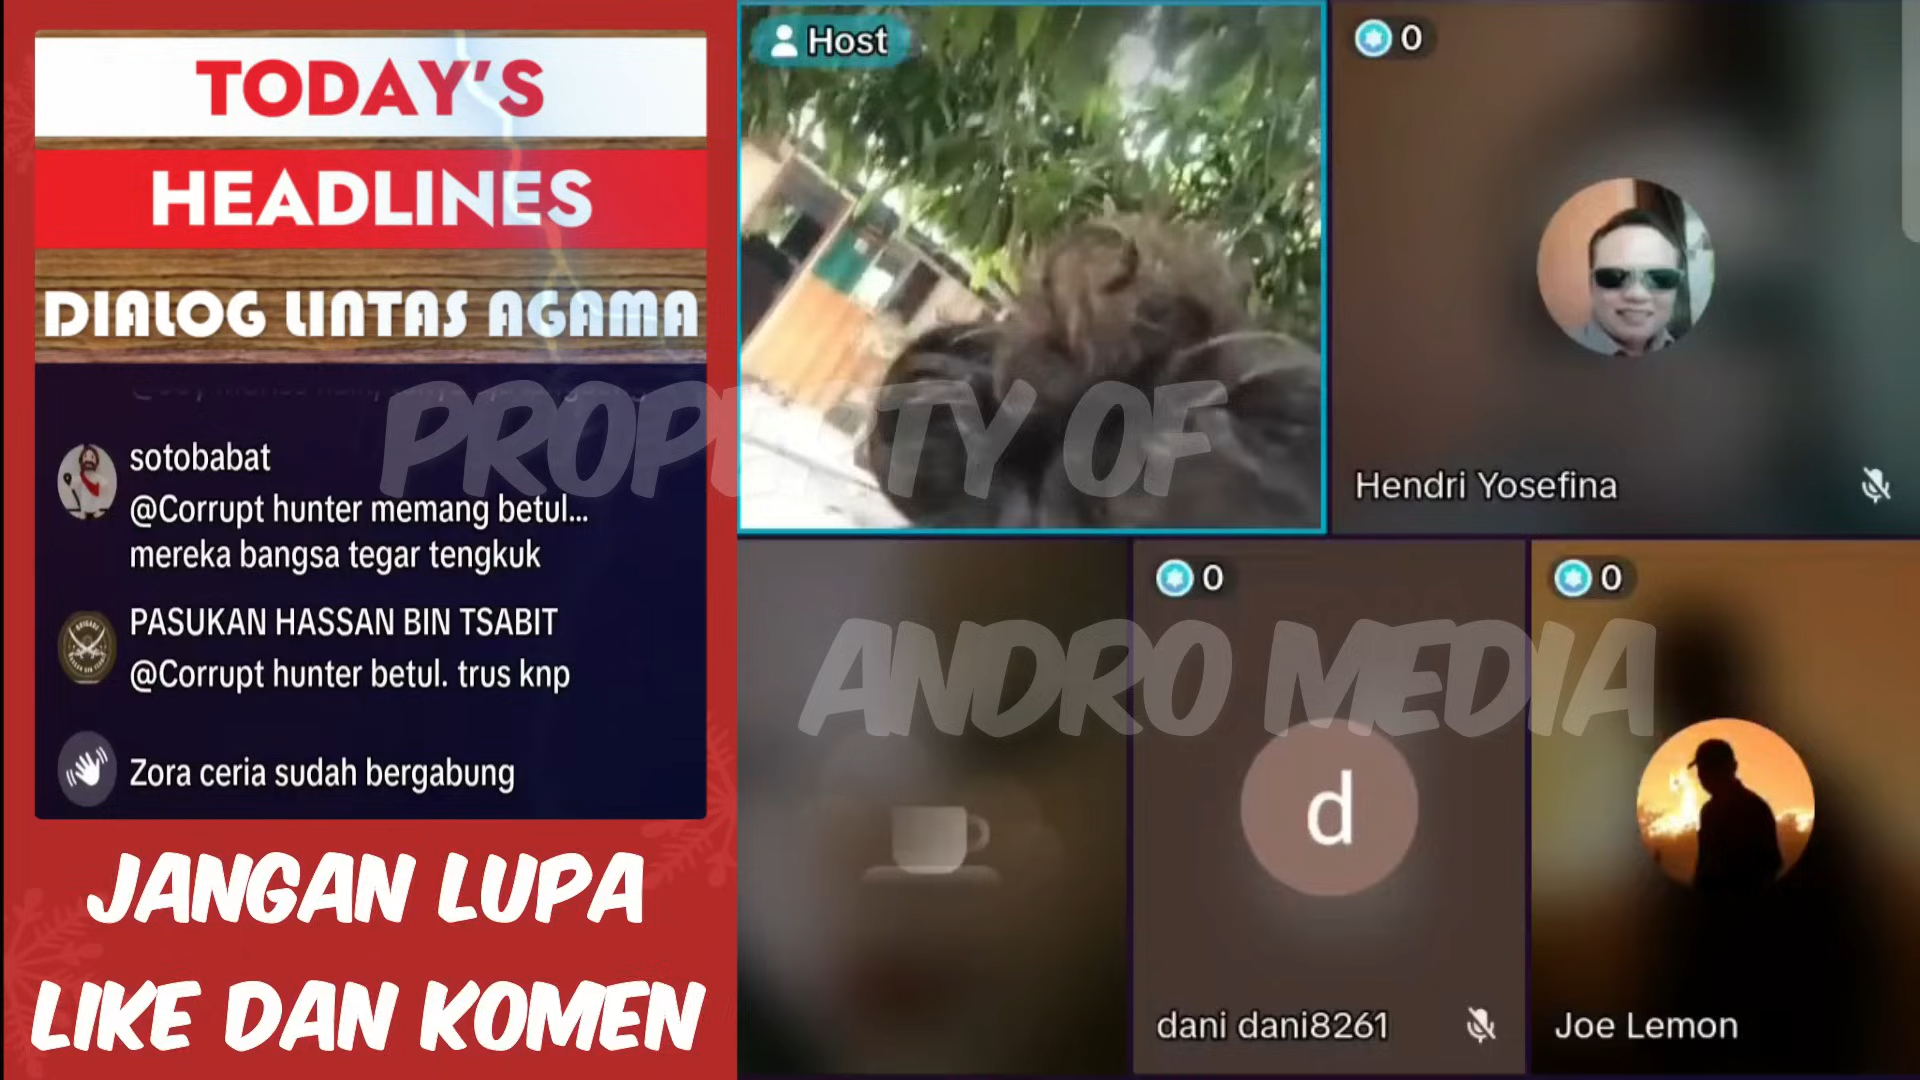 TODAY'S
HEADLINES
DIALOG LINTAS AGAMA
sotobabat
@Corrupt hunter memang betul...
mereka bangsa tegar tengkuk
PASUKAN HASSAN BIN TSABIT
@Corrupt hunter betul. trus knp
Zora ceria sudah bergabung
JANGAN LUPA
LIKE DAN KOMEN
Host
0
Hendri Yosefina
PROPERTY OF
ANDRO MEDIA
0
d
dani dani8261
0
Joe Lemon